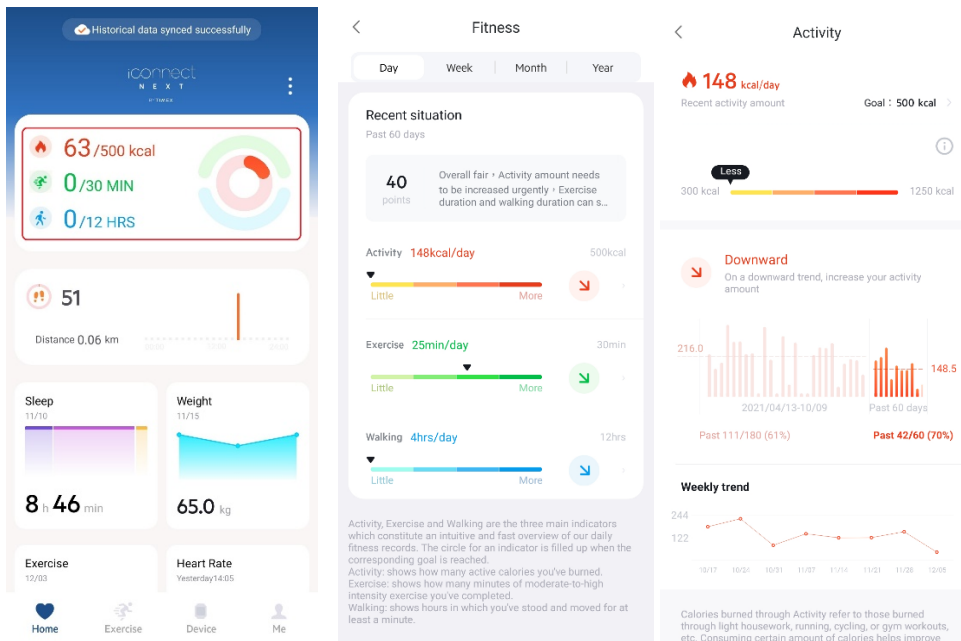 Historical data synced successfully
iconnect
NEXT
BY TIMEX
63/500 kcal
0/30 MIN
0/12 HRS
51
Distance 0.06 km
Sleep
11/10
8 h 46 min
Weight
11/15
65.0 kg
Exercise
12/03
Heart Rate
Yesterday14:05
Home
Exercise
Device
Me
Fitness
Day
Week
Month
Year
Recent situation
Past 60 days
40
points
Overall fair，Activity amount needs
to be increased urgently，Exercise
duration and walking duration can s...
Activity 148kcal/day
500kcal
Little
More
Exercise 25min/day
30min
Little
More
Walking 4hrs/day
12hrs
Little
More
Activity, Exercise and Walking are the three main indicators
which constitute an intuitive and fast overview of our daily
fitness records. The circle for an indicator is filled up when the
corresponding goal is reached.
Activity: shows how many active calories you've burned.
Exercise: shows how many minutes of moderate-to-high
intensity exercise you've completed.
Walking: shows hours in which you've stood and moved for at
least a minute.
Activity
148 kcal/day
Recent activity amount
Goal：500 kcal
Less
300 kcal
1250 kcal
Downward
On a downward trend, increase your activity
amount
216.0
148.5
2021/04/13-10/09
Past 60 days
Past 111/180 (61%)
Past 42/60 (70%)
Weekly trend
244
122
10/17 10/24 10/31 11/07 11/14 11/21 11/26 12/05
Calories burned through Activity refer to those burned
through light housework, running, cycling, or gym workouts,
etc. Consuming certain amount of calories helps improve